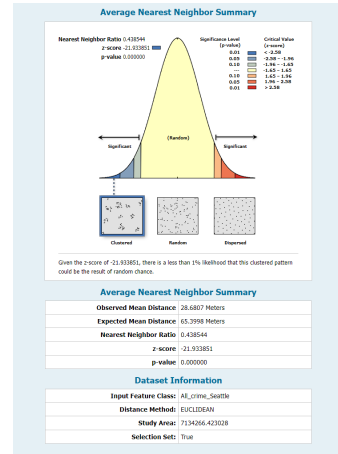 Average Nearest Neighbor Summary
Nearest Neighbor Ratio 0.438544
z-score -21.933851
p-value 0.000000
Significance Level
(p-value)
Critical Value
(z-score)
0.01 < -2.58
0.05 -2.58 - -1.96
0.10 -1.96 - -1.65
--- -1.65 - 1.65
0.10 1.65 - 1.96
0.05 1.96 - 2.58
0.01 > 2.58
(Random)
Significant
Significant
Clustered
Random
Dispersed
Given the z-score of -21.933851, there is a less than 1% likelihood that this clustered pattern
could be the result of random chance.
Average Nearest Neighbor Summary
Observed Mean Distance 28.6807 Meters
Expected Mean Distance 65.3998 Meters
Nearest Neighbor Ratio 0.438544
z-score -21.933851
p-value 0.000000
Dataset Information
Input Feature Class: All_crime_Seattle
Distance Method: EUCLIDEAN
Study Area: 7134266.423028
Selection Set: True